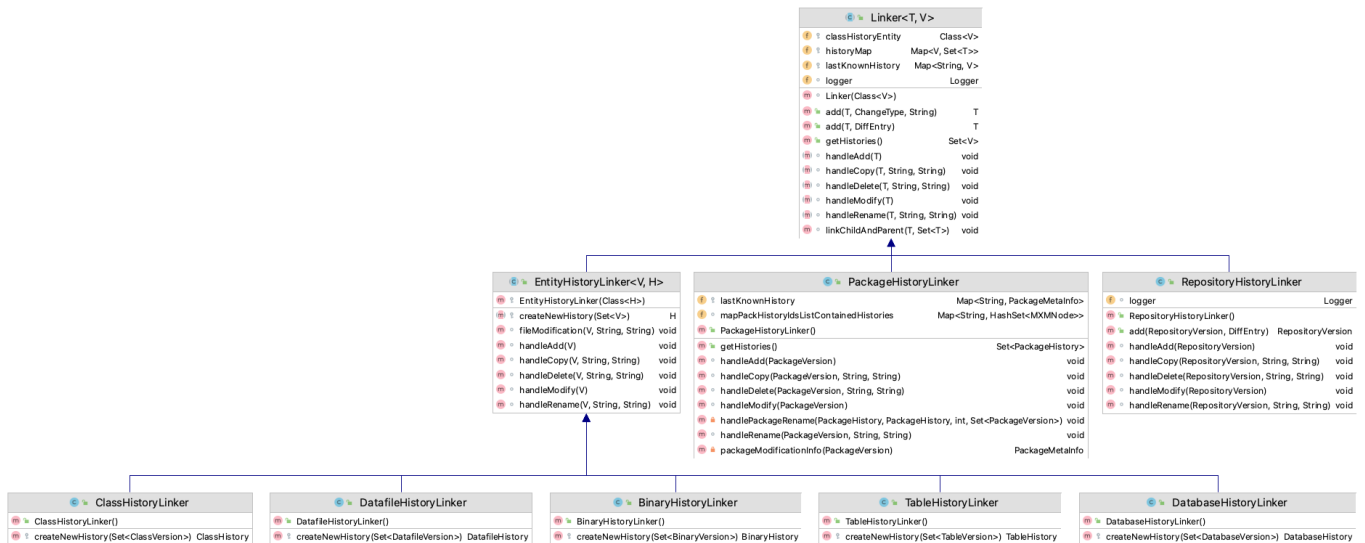 Linker<T, V>
classHistoryEntity Class<V>
historyMap Map<V, Set<T>>
lastKnownHistory Map<String, V>
logger Logger
Linker(Class<V>)
add(T, ChangeType, String) T
add(T, DiffEntry) T
getHistories() Set<V>
handleAdd(T) void
handleCopy(T, String, String) void
handleDelete(T, String, String) void
handleModify(T) void
handleRename(T, String, String) void
linkChildAndParent(T, Set<T>) void
EntityHistoryLinker<V, H>
EntityHistoryLinker(Class<H>)
createNewHistory(Set<V>) H
fileModification(V, String, String) void
handleAdd(V) void
handleCopy(V, String, String) void
handleDelete(V, String, String) void
handleModify(V) void
handleRename(V, String, String) void
PackageHistoryLinker
lastKnownHistory Map<String, PackageMetaInfo>
mapPackHistoryIdsListContainedHistories Map<String, HashSet<MXMNode>>
PackageHistoryLinker()
getHistories() Set<PackageHistory>
handleAdd(PackageVersion) void
handleCopy(PackageVersion, String, String) void
handleDelete(PackageVersion, String, String) void
handleModify(PackageVersion) void
handlePackageRename(PackageHistory, PackageHistory, int, Set<PackageVersion>) void
handleRename(PackageVersion, String, String) void
packageModificationInfo(PackageVersion) PackageMetaInfo
RepositoryHistoryLinker
logger Logger
RepositoryHistoryLinker()
add(RepositoryVersion, DiffEntry) RepositoryVersion
handleAdd(RepositoryVersion) void
handleCopy(RepositoryVersion, String, String) void
handleDelete(RepositoryVersion, String, String) void
handleModify(RepositoryVersion) void
handleRename(RepositoryVersion, String, String) void
ClassHistoryLinker
ClassHistoryLinker()
createNewHistory(Set<ClassVersion>) ClassHistory
DatafileHistoryLinker
DatafileHistoryLinker()
createNewHistory(Set<DatafileVersion>) DatafileHistory
BinaryHistoryLinker
BinaryHistoryLinker()
createNewHistory(Set<BinaryVersion>) BinaryHistory
TableHistoryLinker
TableHistoryLinker()
createNewHistory(Set<TableVersion>) TableHistory
DatabaseHistoryLinker
DatabaseHistoryLinker()
createNewHistory(Set<DatabaseVersion>) DatabaseHistory